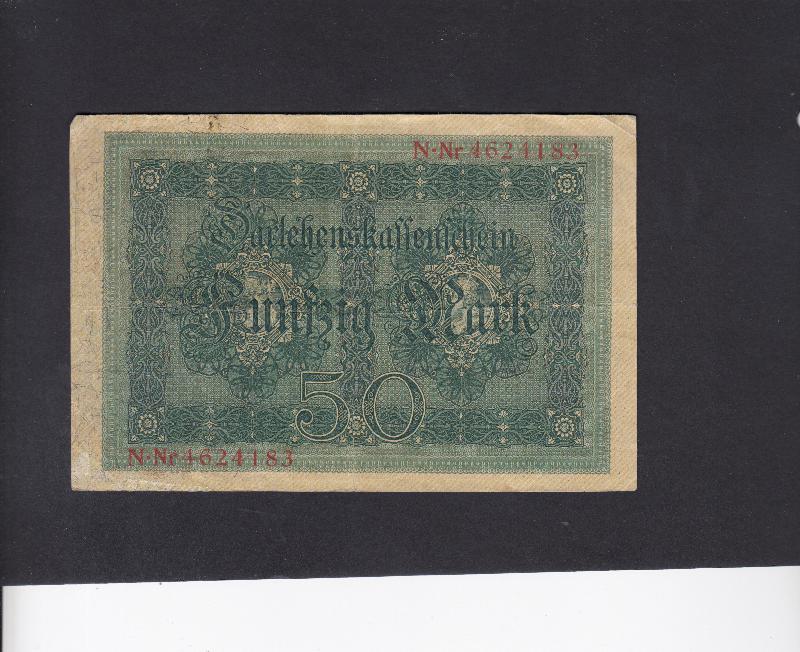 N·Nr 4624183
Darlehenskassenschein
Fünfzig Mark
50
N·Nr 4624183